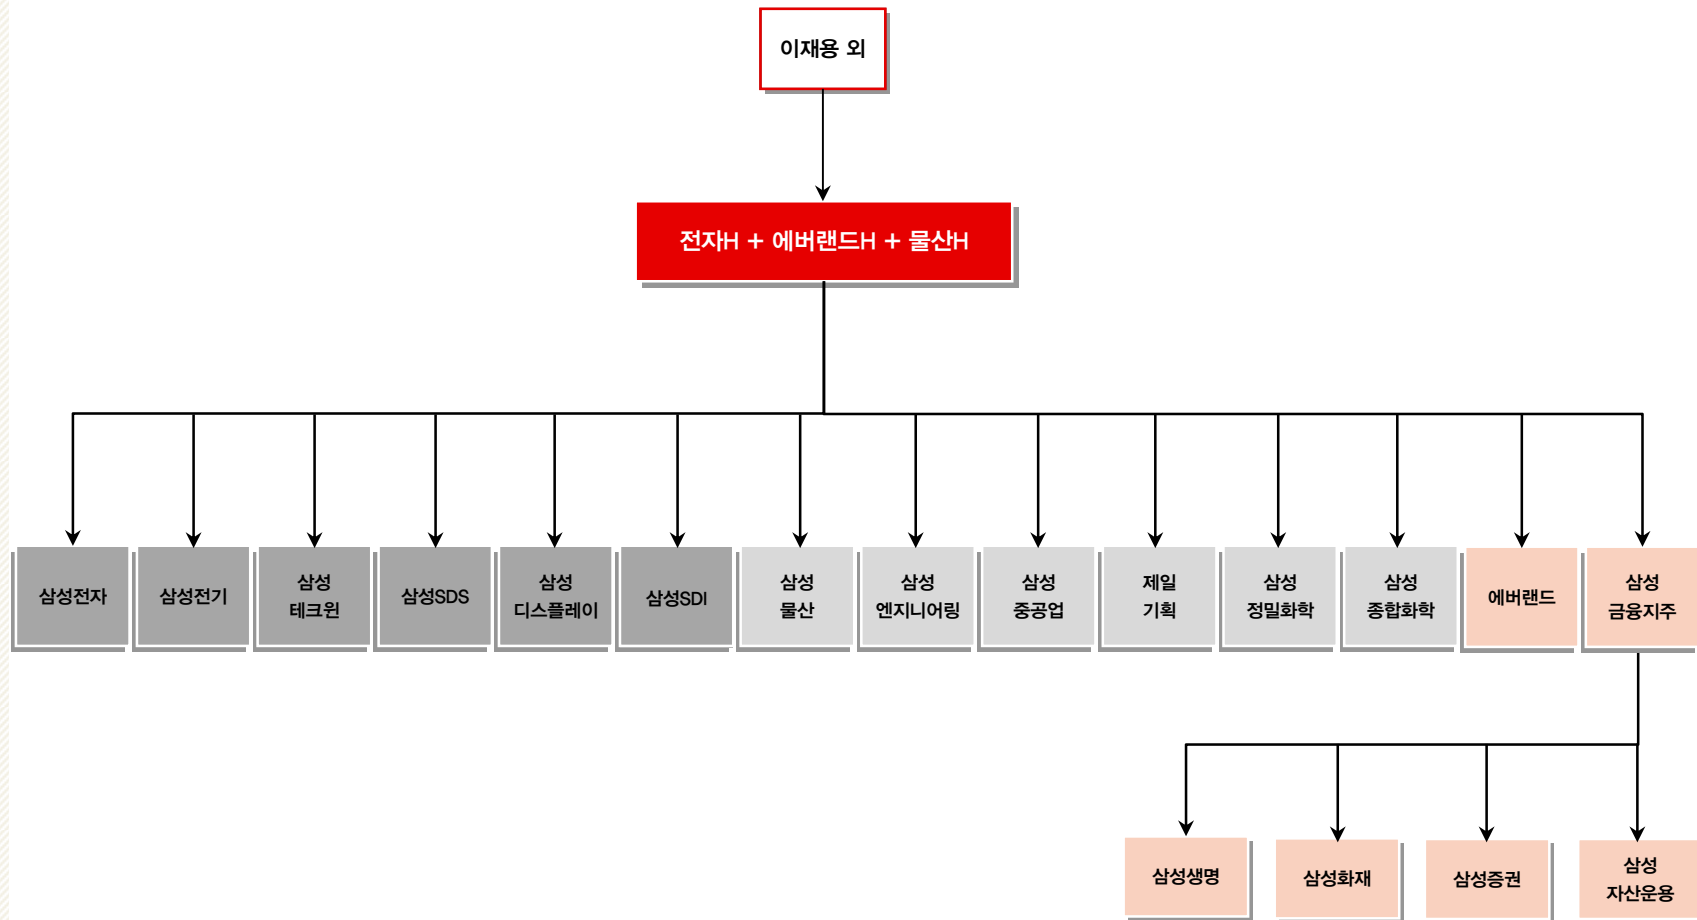 이재용 외
전자H + 에버랜드H + 물산H
삼성전자
삼성전기
삼성
테크윈
삼성SDS
삼성
디스플레이
삼성SDI
삼성
물산
삼성
엔지니어링
삼성
중공업
제일
기획
삼성
정밀화학
삼성
종합화학
에버랜드
삼성
금융지주
삼성생명
삼성화재
삼성증권
삼성
자산운용